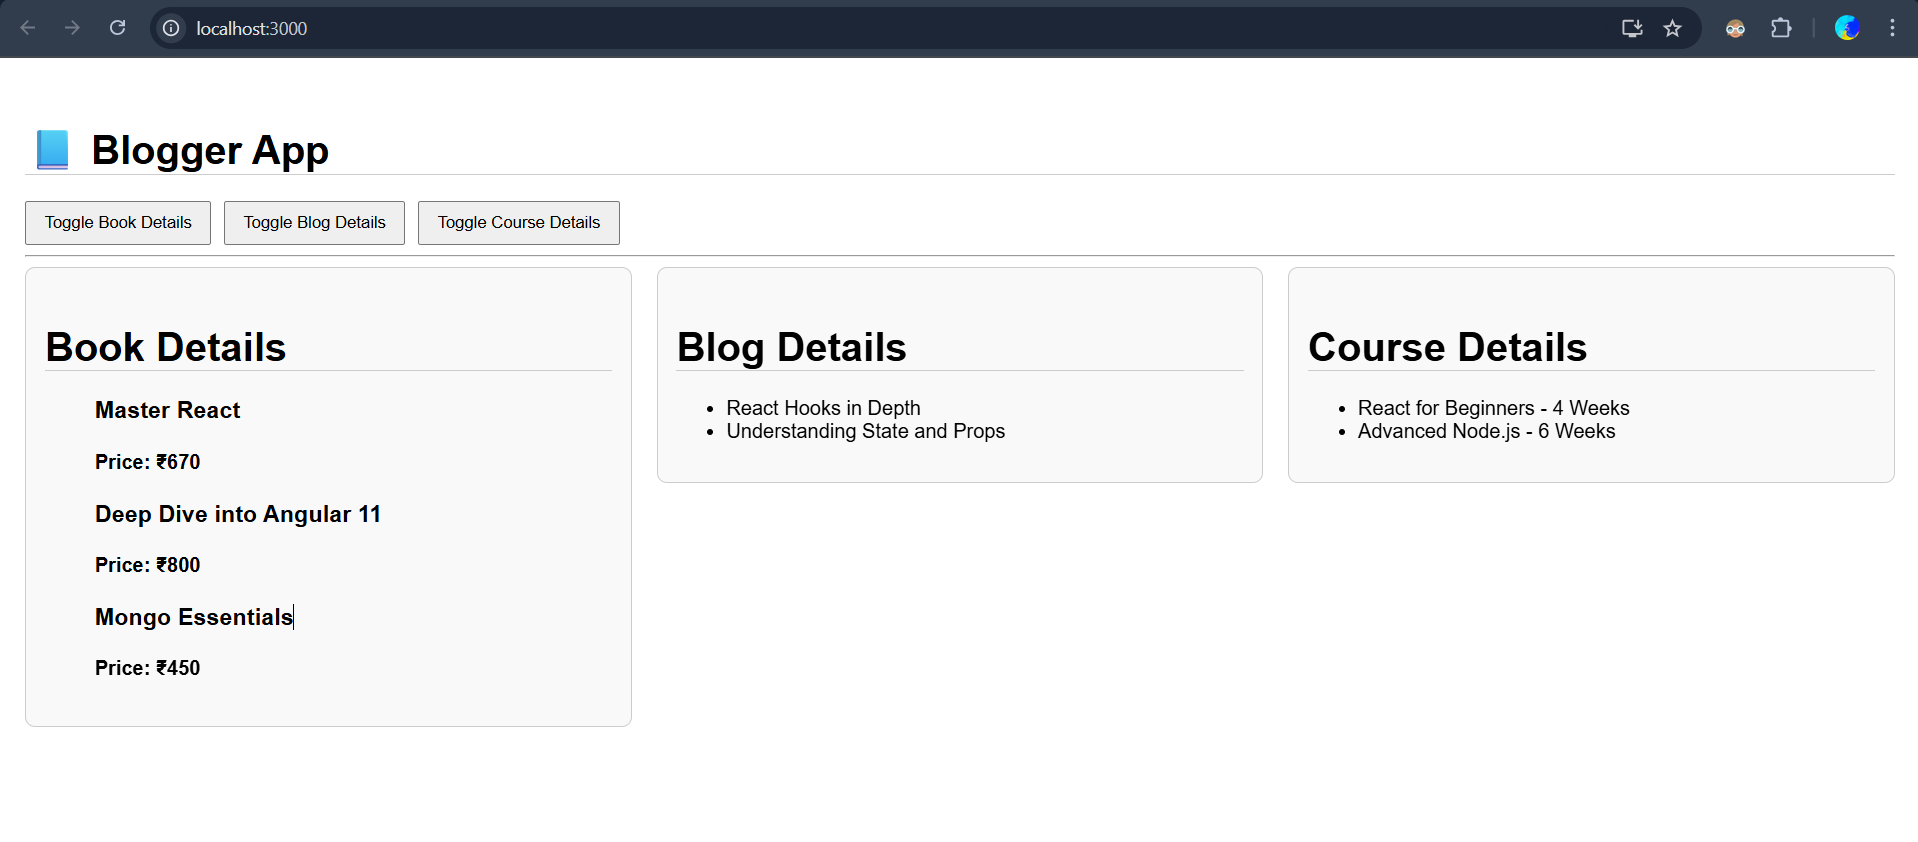 localhost:3000
Blogger App
Toggle Book Details
Toggle Blog Details
Toggle Course Details
Book Details
Master React
Price: ₹670
Deep Dive into Angular 11
Price: ₹800
Mongo Essentials
Price: ₹450
Blog Details
• React Hooks in Depth
• Understanding State and Props
Course Details
• React for Beginners - 4 Weeks
• Advanced Node.js - 6 Weeks